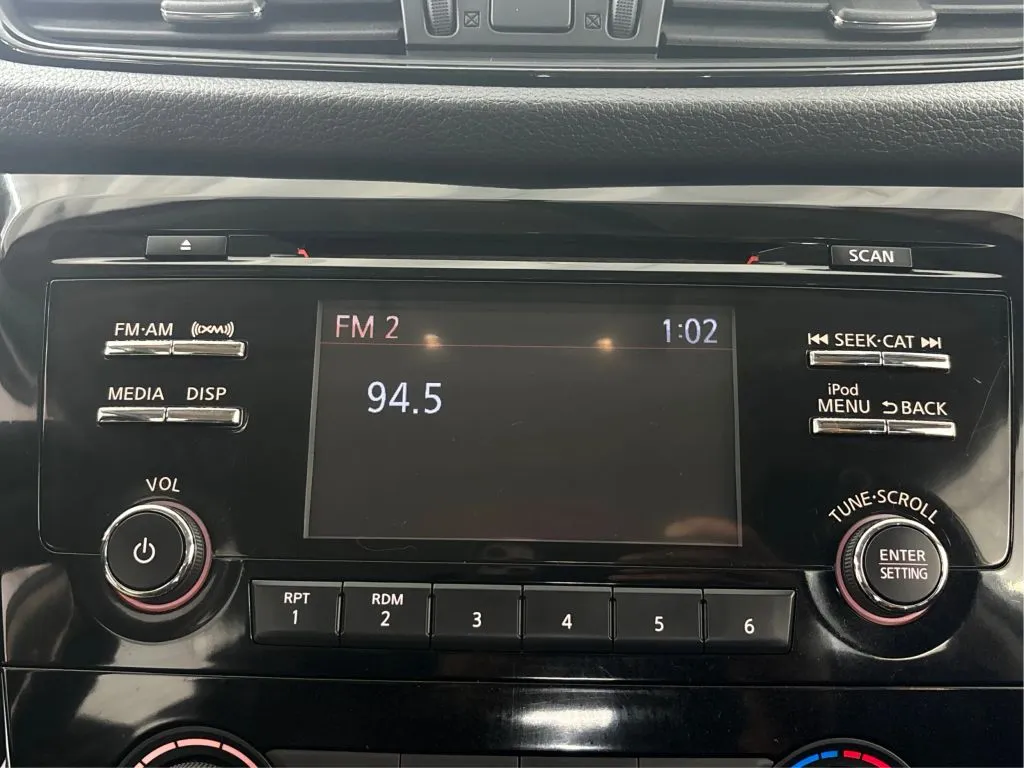 SCAN
FM·AM
((XM))
FM 2
1:02
⏮ SEEK·CAT ⏭
94.5
MEDIA
DISP
iPod
MENU
⮌ BACK
VOL
TUNE·SCROLL
ENTER
SETTING
RPT
1
RDM
2
3
4
5
6